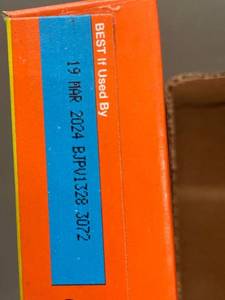 BEST If Used By
19 MAR 2024 BJPV1328 3072